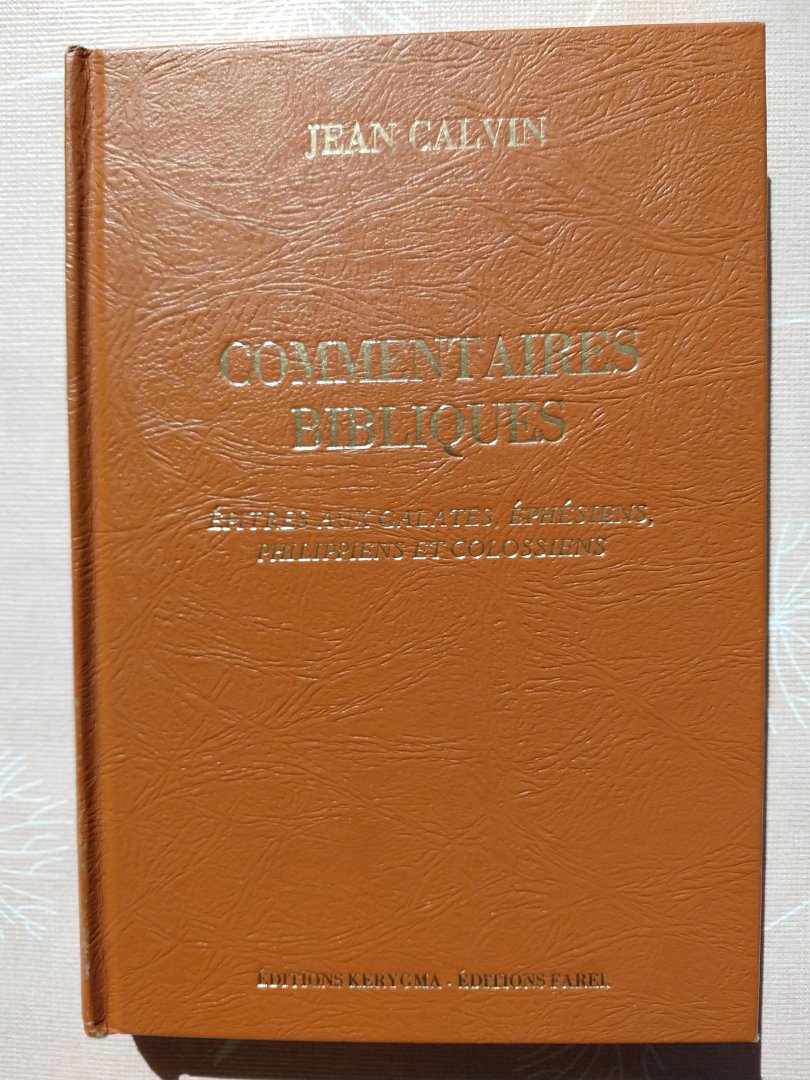 JEAN CALVIN
COMMENTAIRES
BIBLIQUES
ÉPITRES AUX GALATES, ÉPHÉSIENS,
PHILIPPIENS ET COLOSSIENS
ÉDITIONS KERYGMA · ÉDITIONS FAREL